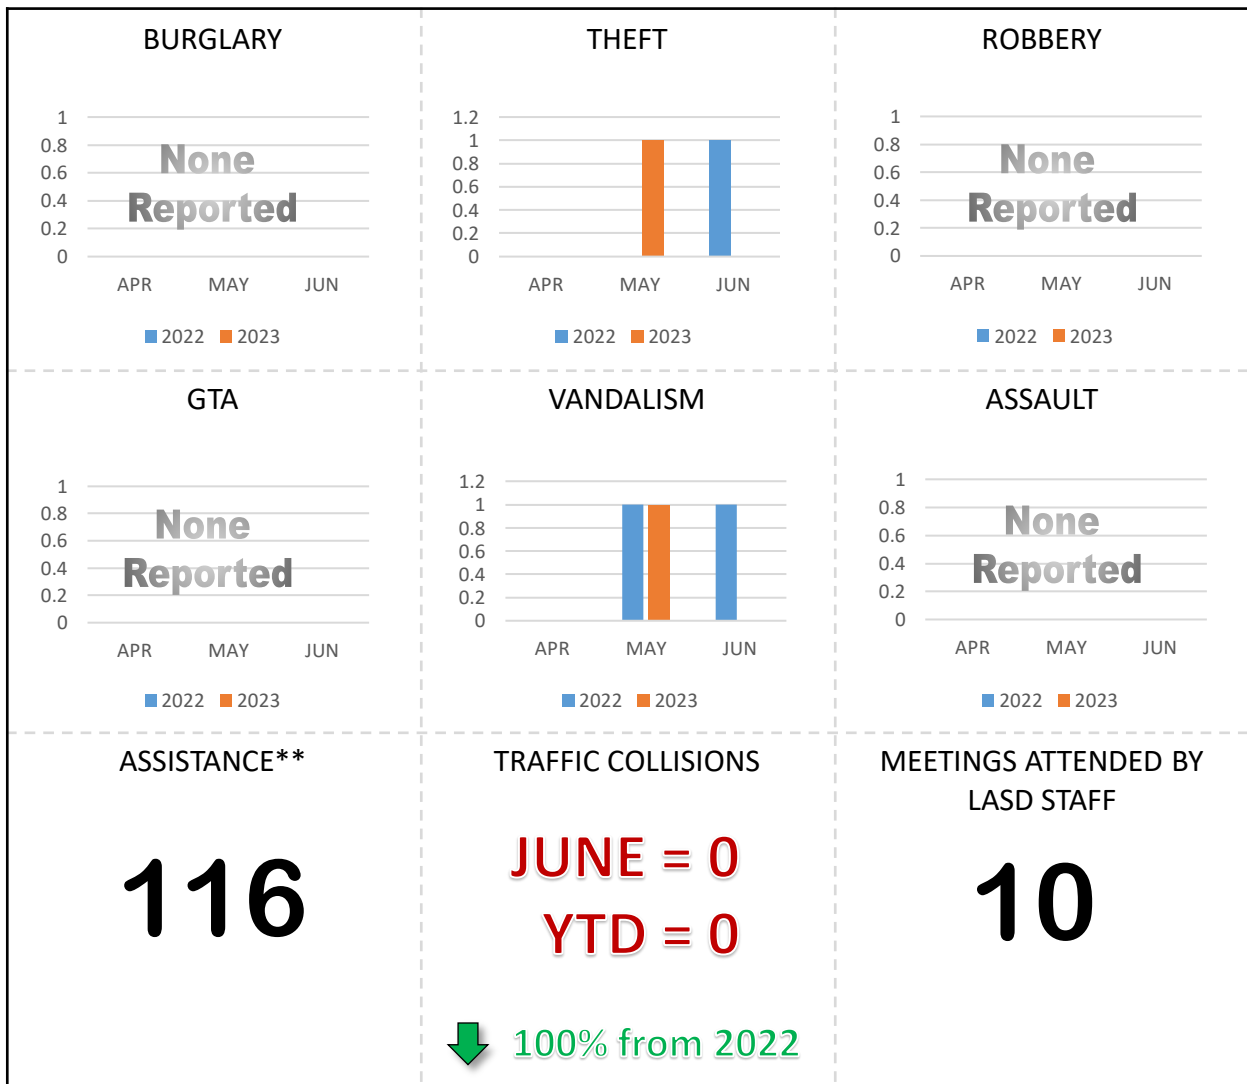 BURGLARY
1
0.8
0.6
0.4
0.2
0
None
Reported
APR MAY JUN
2022 2023
THEFT
1.2
1
0.8
0.6
0.4
0.2
0
APR MAY JUN
2022 2023
ROBBERY
1
0.8
0.6
0.4
0.2
0
None
Reported
APR MAY JUN
2022 2023
GTA
1
0.8
0.6
0.4
0.2
0
None
Reported
APR MAY JUN
2022 2023
VANDALISM
1.2
1
0.8
0.6
0.4
0.2
0
APR MAY JUN
2022 2023
ASSAULT
1
0.8
0.6
0.4
0.2
0
None
Reported
APR MAY JUN
2022 2023
ASSISTANCE**
116
TRAFFIC COLLISIONS
JUNE = 0
YTD = 0
100% from 2022
MEETINGS ATTENDED BY
LASD STAFF
10